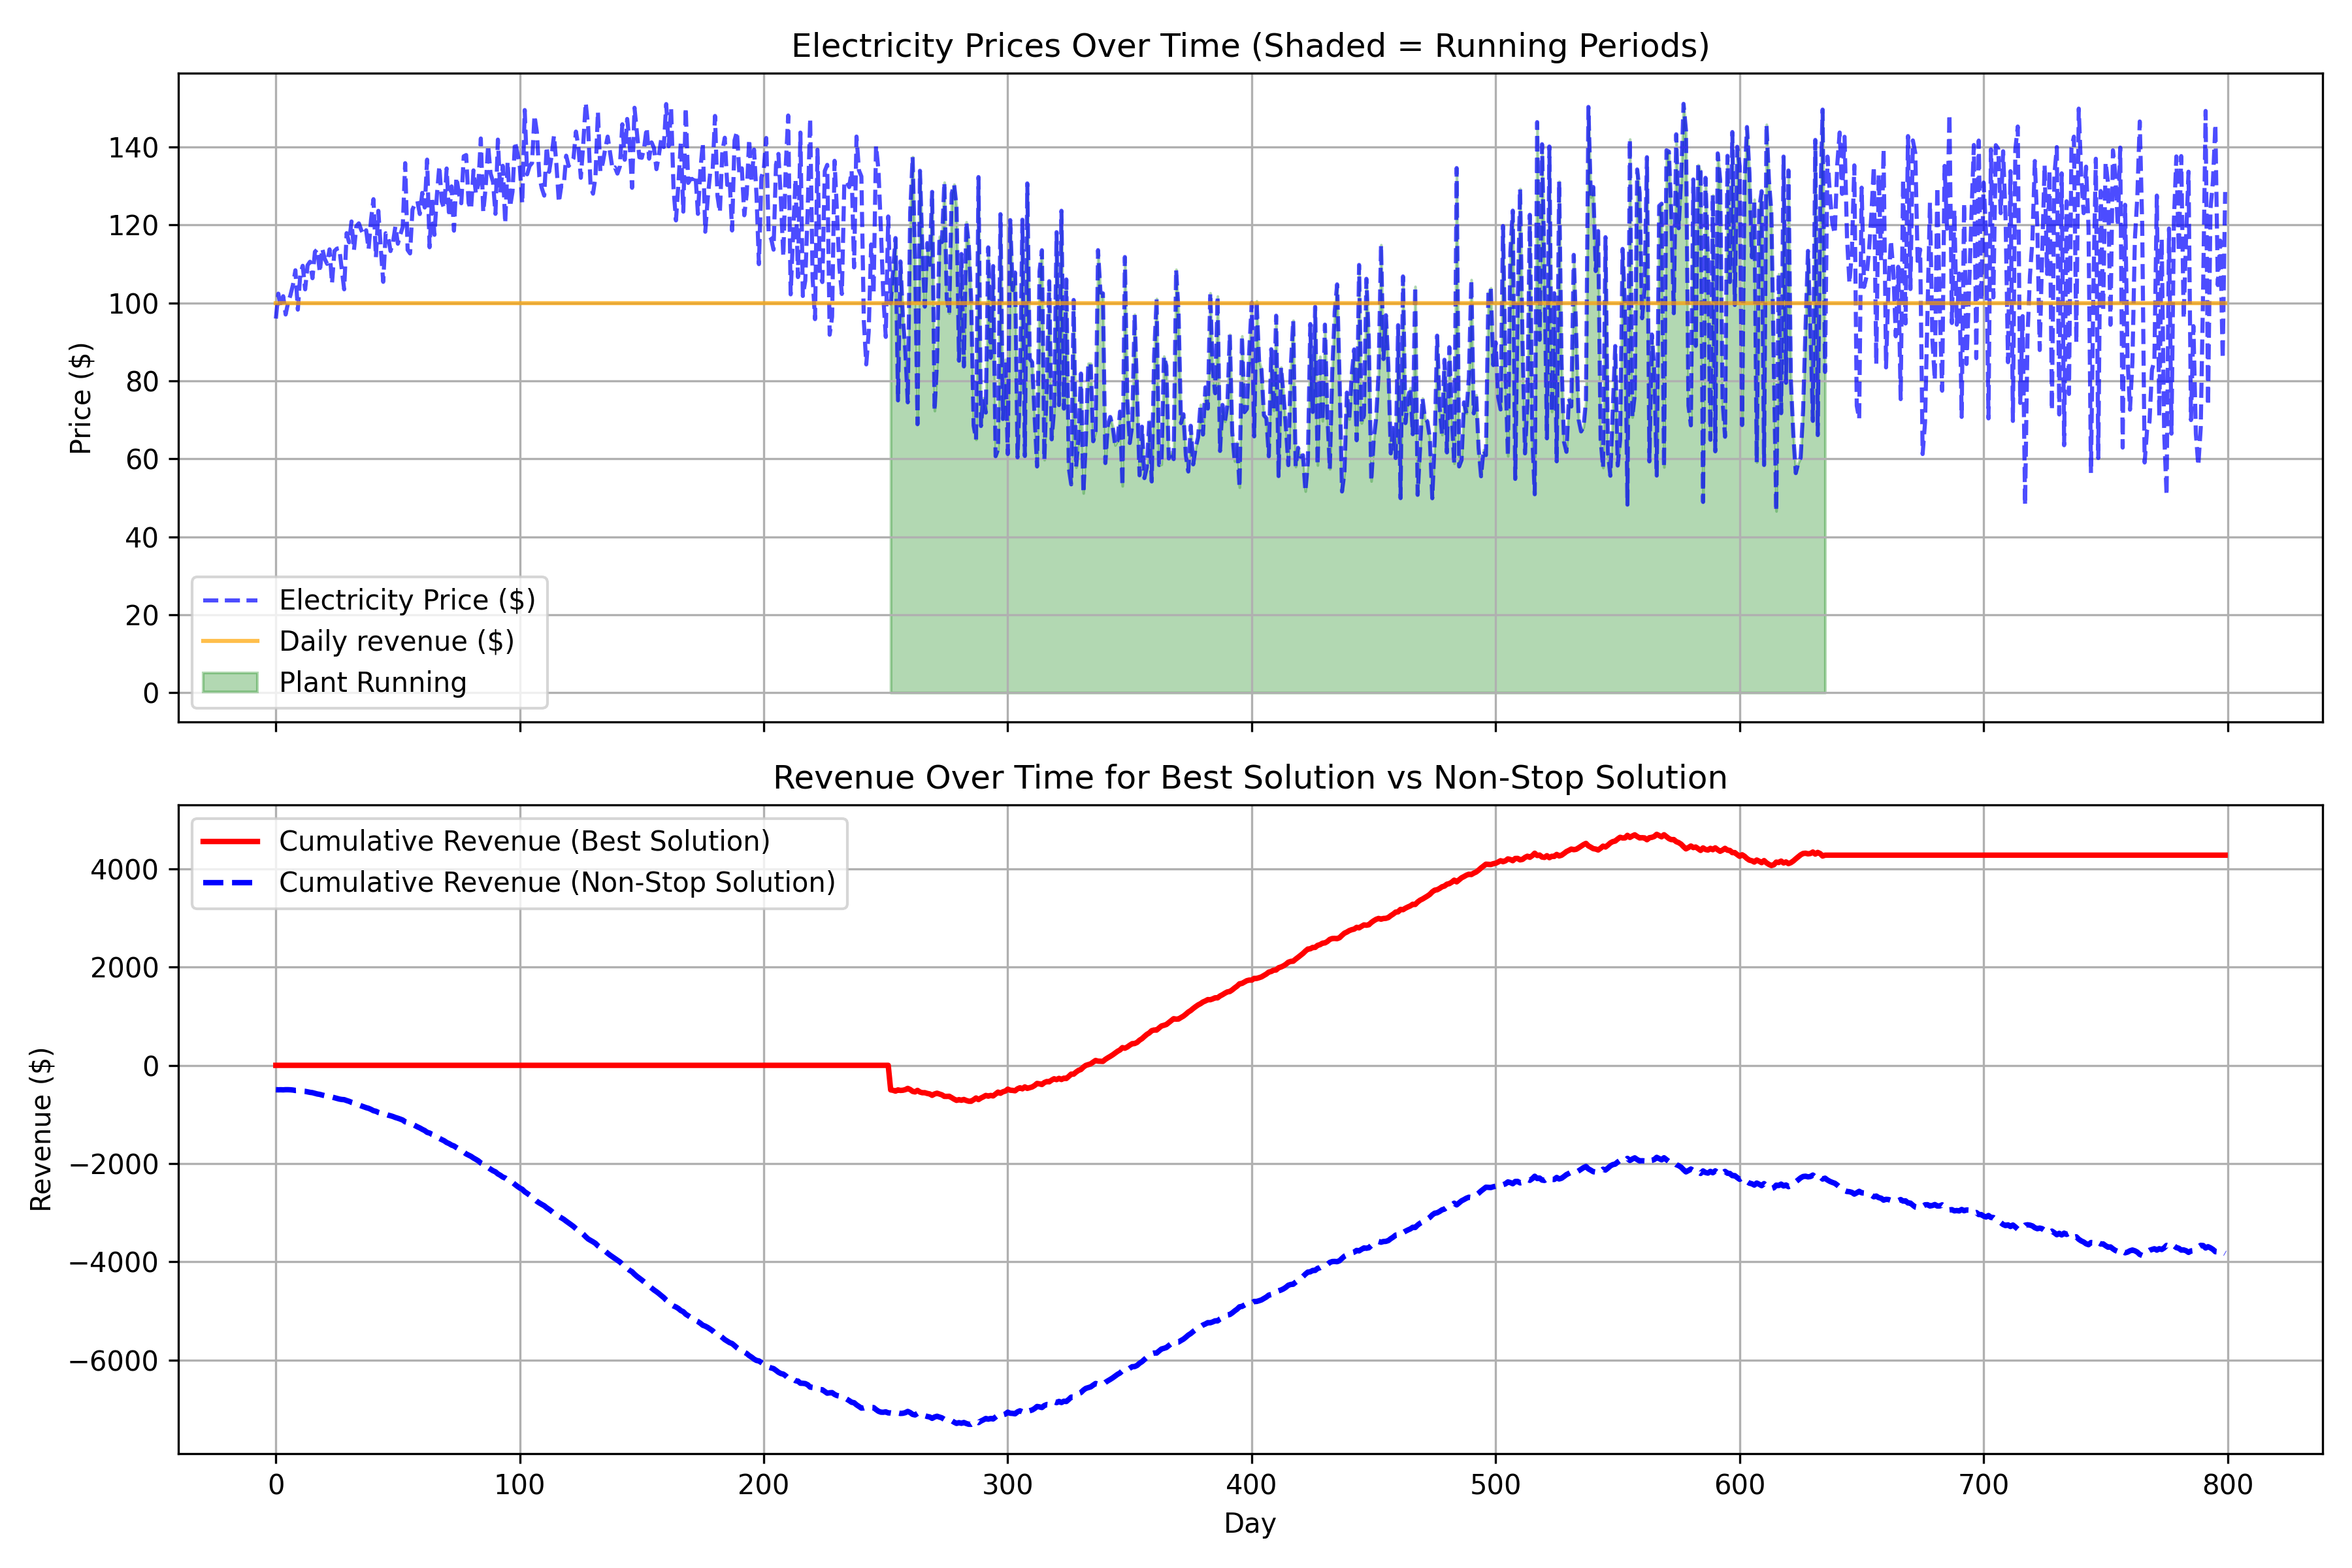 Electricity Prices Over Time (Shaded = Running Periods)
140
120
100
80
60
40
20
0
Price ($)
Electricity Price ($)
Daily revenue ($)
Plant Running
Revenue Over Time for Best Solution vs Non-Stop Solution
Cumulative Revenue (Best Solution)
Cumulative Revenue (Non-Stop Solution)
4000
2000
0
−2000
−4000
−6000
Revenue ($)
0 100 200 300 400 500 600 700 800
Day